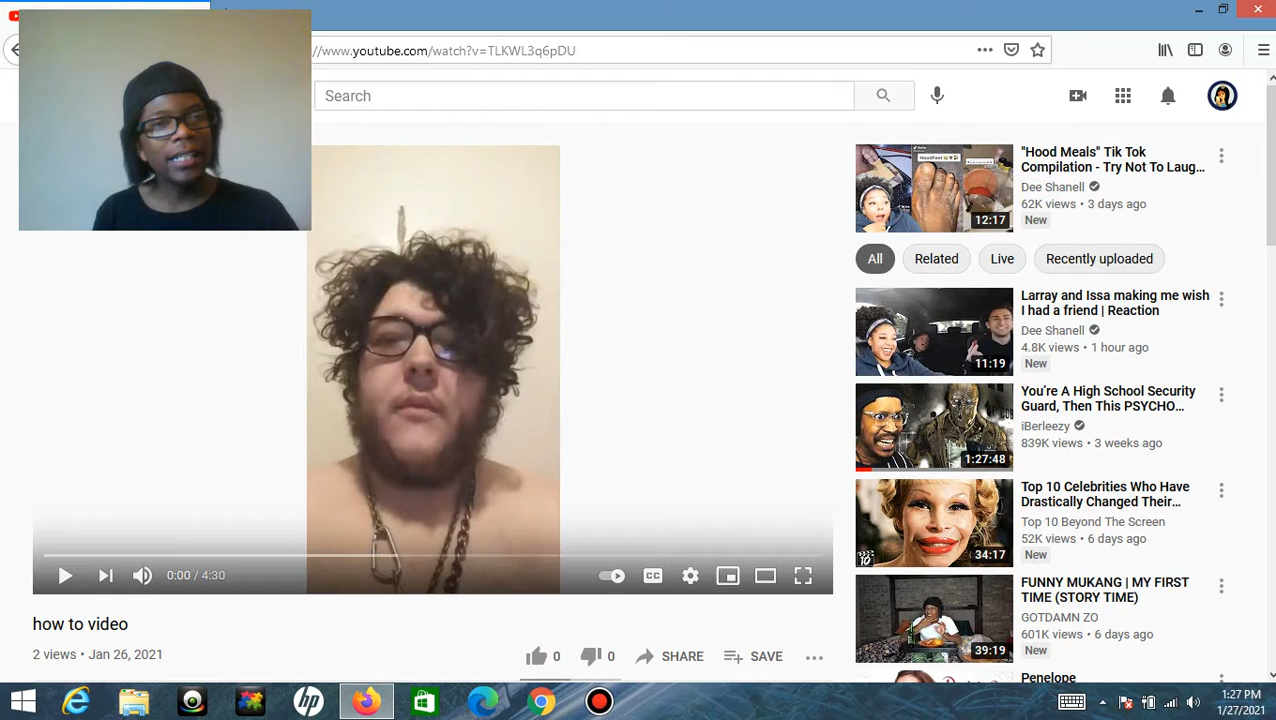 //www.youtube.com/watch?v=TLKWL3q6pDU
Search
0:00 / 4:30
CC
how to video
2 views • Jan 26, 2021
0
0
SHARE
SAVE
12:17
"Hood Meals" Tik Tok
Compilation - Try Not To Laug...
Dee Shanell
62K views • 3 days ago
New
All
Related
Live
Recently uploaded
11:19
Larray and Issa making me wish
I had a friend | Reaction
Dee Shanell
4.8K views • 1 hour ago
New
1:27:48
You're A High School Security
Guard, Then This PSYCHO...
iBerleezy
839K views • 3 weeks ago
34:17
Top 10 Celebrities Who Have
Drastically Changed Their...
Top 10 Beyond The Screen
52K views • 6 days ago
New
39:19
FUNNY MUKANG | MY FIRST
TIME (STORY TIME)
GOTDAMN ZO
601K views • 6 days ago
New
Penelope
hp
1:27 PM
1/27/2021